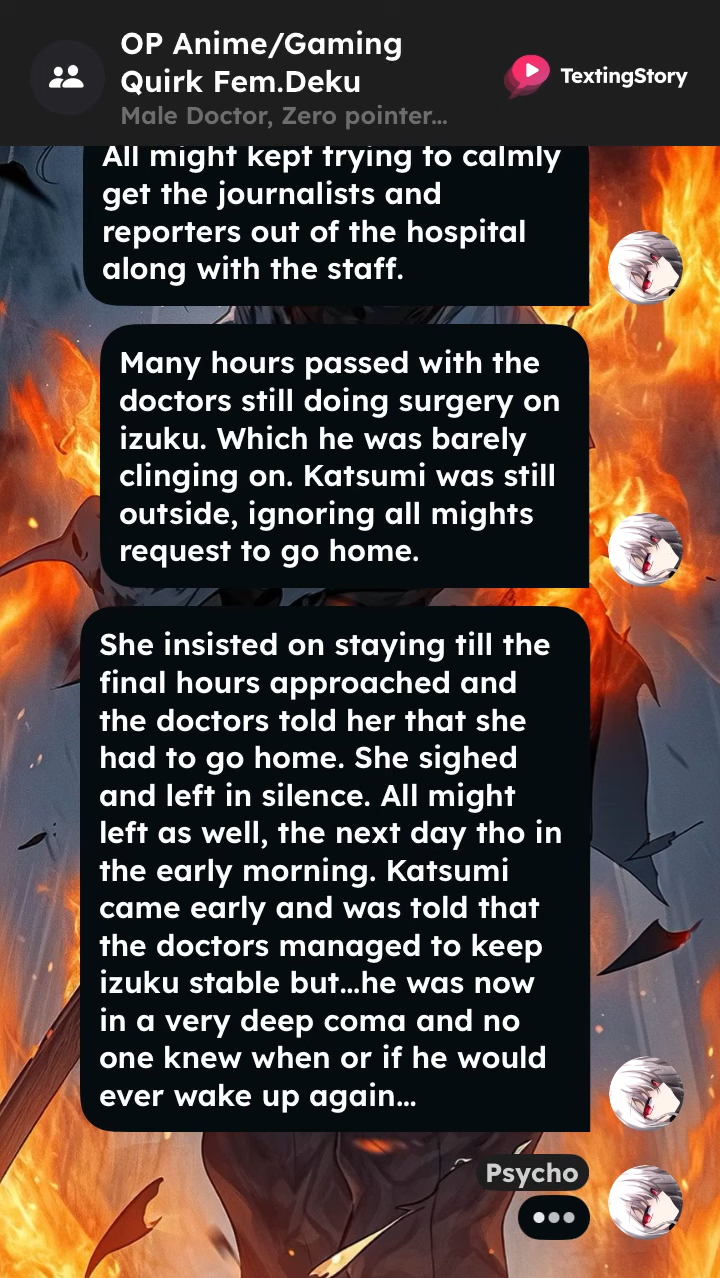 OP Anime/Gaming
Quirk Fem.Deku
Male Doctor, Zero pointer...
TextingStory
All might kept trying to calmly
get the journalists and
reporters out of the hospital
along with the staff.
Many hours passed with the
doctors still doing surgery on
izuku. Which he was barely
clinging on. Katsumi was still
outside, ignoring all mights
request to go home.
She insisted on staying till the
final hours approached and
the doctors told her that she
had to go home. She sighed
and left in silence. All might
left as well, the next day tho in
the early morning. Katsumi
came early and was told that
the doctors managed to keep
izuku stable but...he was now
in a very deep coma and no
one knew when or if he would
ever wake up again...
Psycho